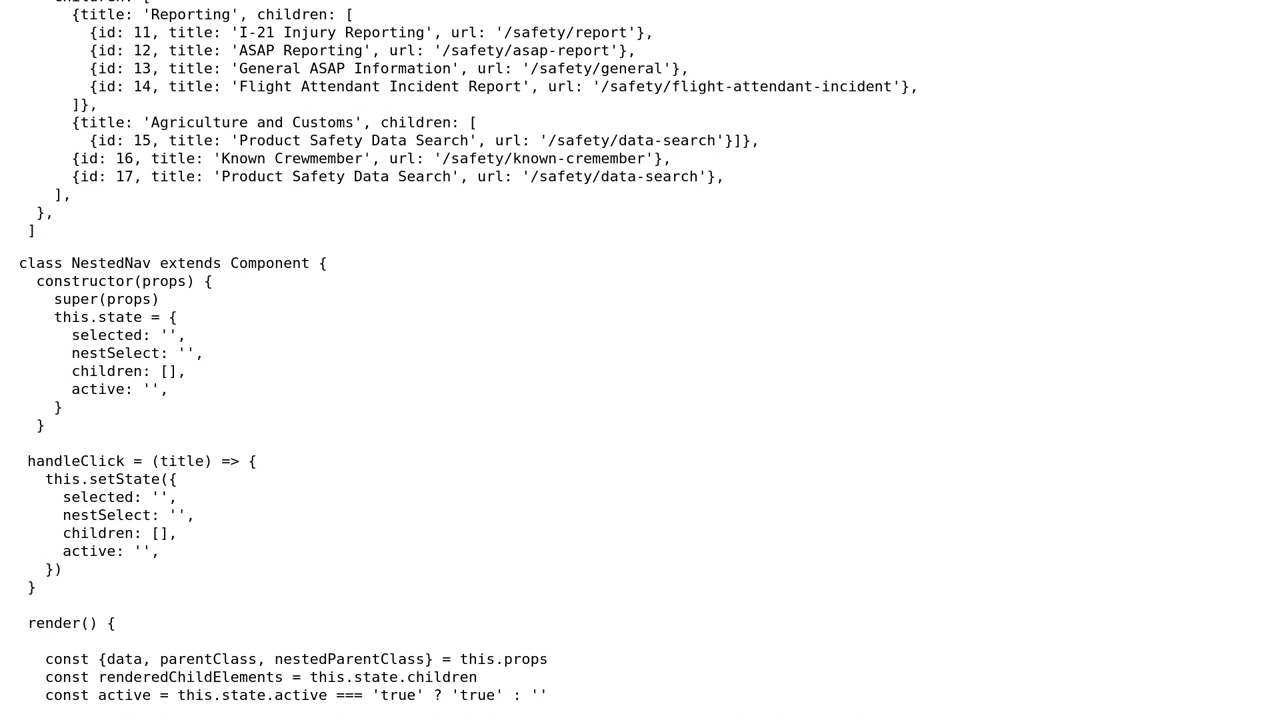 {title: 'Reporting', children: [
{id: 11, title: 'I-21 Injury Reporting', url: '/safety/report'},
{id: 12, title: 'ASAP Reporting', url: '/safety/asap-report'},
{id: 13, title: 'General ASAP Information', url: '/safety/general'},
{id: 14, title: 'Flight Attendant Incident Report', url: '/safety/flight-attendant-incident'},
]},
{title: 'Agriculture and Customs', children: [
{id: 15, title: 'Product Safety Data Search', url: '/safety/data-search'}]},
{id: 16, title: 'Known Crewmember', url: '/safety/known-cremember'},
{id: 17, title: 'Product Safety Data Search', url: '/safety/data-search'},
],
},
]
class NestedNav extends Component {
constructor(props) {
super(props)
this.state = {
selected: '',
nestSelect: '',
children: [],
active: '',
}
}
handleClick = (title) => {
this.setState({
selected: '',
nestSelect: '',
children: [],
active: '',
})
}
render() {
const {data, parentClass, nestedParentClass} = this.props
const renderedChildElements = this.state.children
const active = this.state.active === 'true' ? 'true' : ''